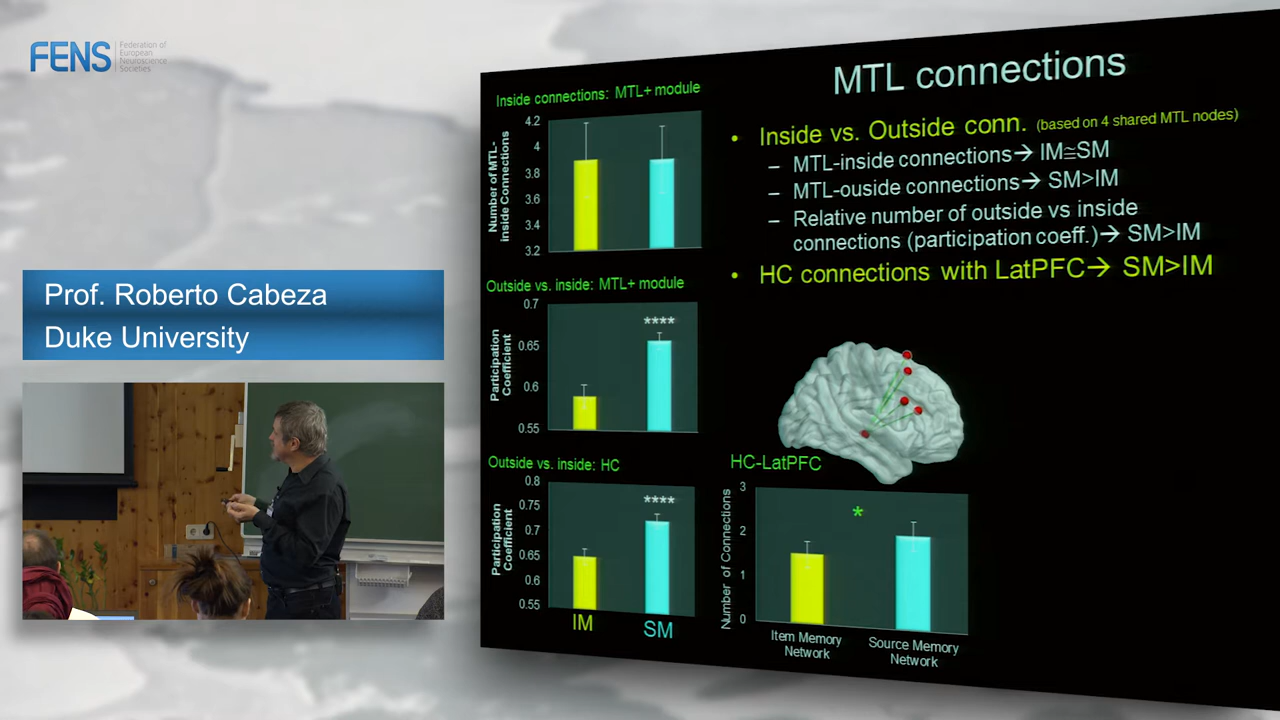 FENS
Federation of
European
Neuroscience
Societies
Prof. Roberto Cabeza
Duke University
MTL connections
Inside connections: MTL+ module
4.2
4
3.8
3.6
3.4
3.2
Number of MTL-
inside Connections
Outside vs. inside: MTL+ module
0.7
0.65
0.6
0.55
Participation
Coefficient
****
Outside vs. inside: HC
0.8
0.75
0.7
0.65
0.6
0.55
Participation
Coefficient
****
IM
SM
• Inside vs. Outside conn. (based on 4 shared MTL nodes)
– MTL-inside connections→ IM≅SM
– MTL-ouside connections→ SM>IM
– Relative number of outside vs inside
connections (participation coeff.)→ SM>IM
• HC connections with LatPFC→ SM>IM
HC-LatPFC
3
2
1
0
Number of Connections
*
Item Memory
Network
Source Memory
Network